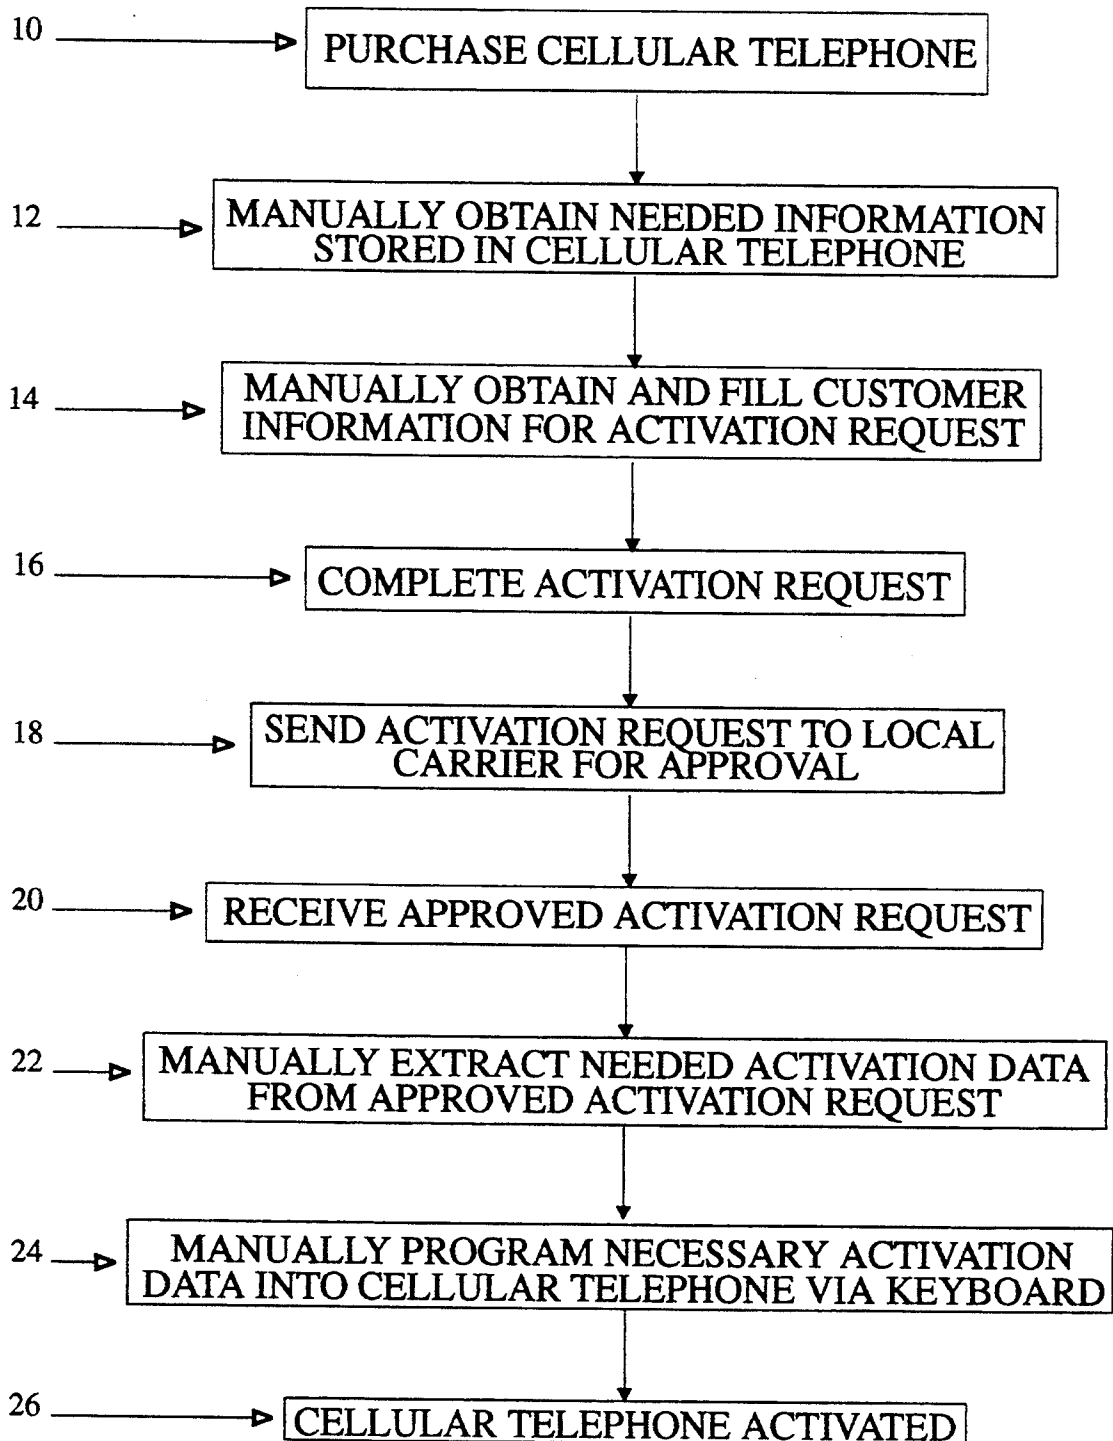 10
PURCHASE CELLULAR TELEPHONE
12
MANUALLY OBTAIN NEEDED INFORMATION
STORED IN CELLULAR TELEPHONE
14
MANUALLY OBTAIN AND FILL CUSTOMER
INFORMATION FOR ACTIVATION REQUEST
16
COMPLETE ACTIVATION REQUEST
18
SEND ACTIVATION REQUEST TO LOCAL
CARRIER FOR APPROVAL
20
RECEIVE APPROVED ACTIVATION REQUEST
22
MANUALLY EXTRACT NEEDED ACTIVATION DATA
FROM APPROVED ACTIVATION REQUEST
24
MANUALLY PROGRAM NECESSARY ACTIVATION
DATA INTO CELLULAR TELEPHONE VIA KEYBOARD
26
CELLULAR TELEPHONE ACTIVATED